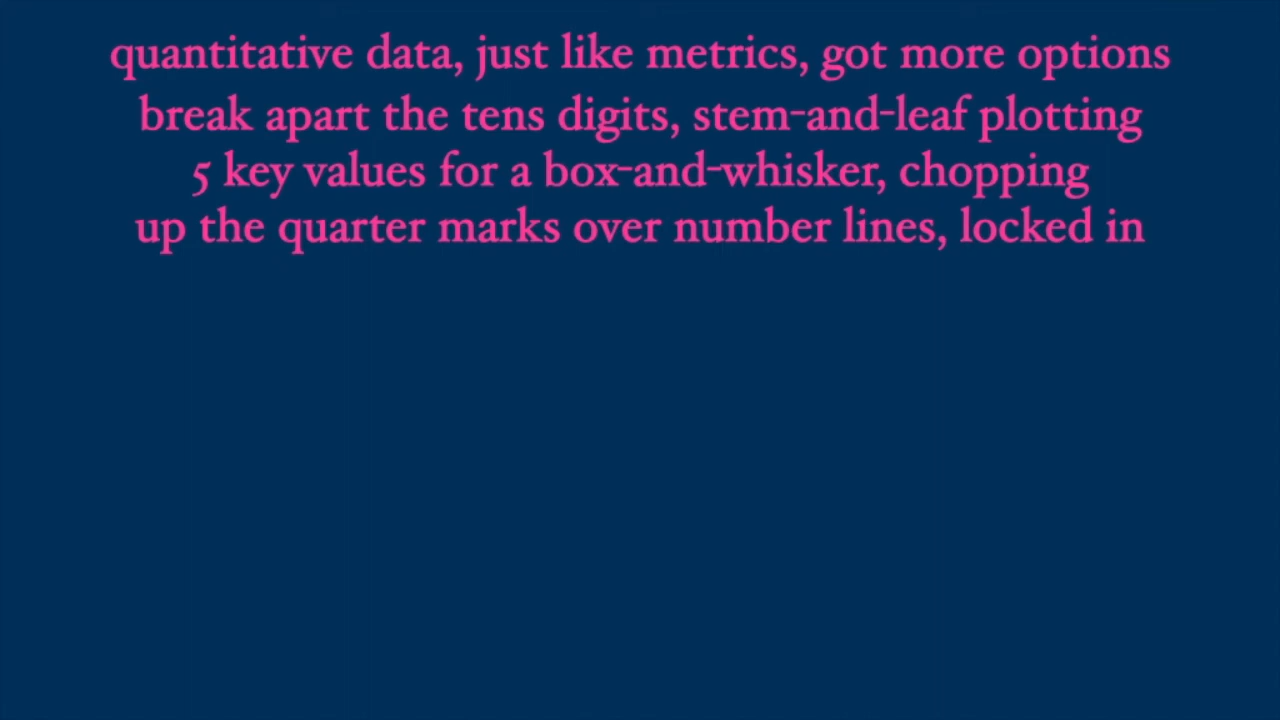 quantitative data, just like metrics, got more options
break apart the tens digits, stem-and-leaf plotting
5 key values for a box-and-whisker, chopping
up the quarter marks over number lines, locked in